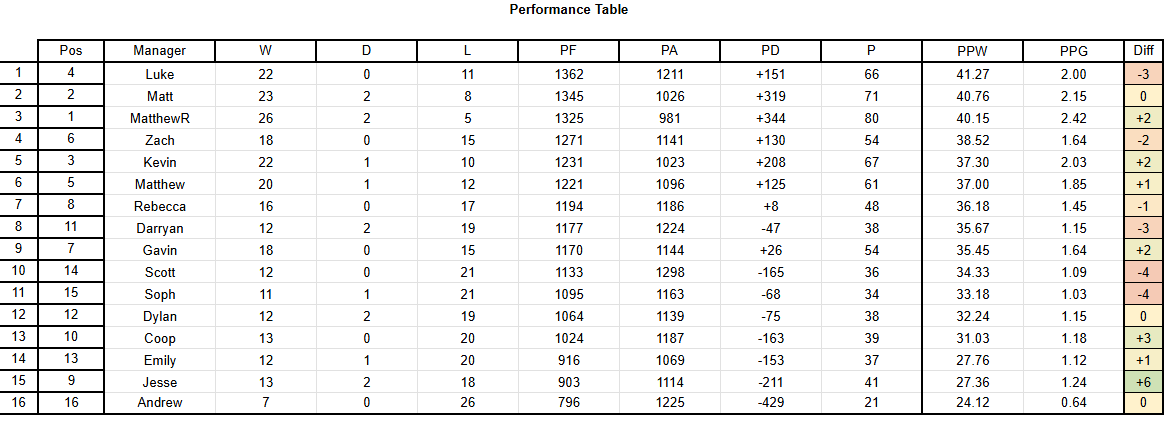 Performance Table
Pos Manager W D L PF PA PD P PPW PPG Diff
1 4 Luke 22 0 11 1362 1211 +151 66 41.27 2.00 -3
2 2 Matt 23 2 8 1345 1026 +319 71 40.76 2.15 0
3 1 MatthewR 26 2 5 1325 981 +344 80 40.15 2.42 +2
4 6 Zach 18 0 15 1271 1141 +130 54 38.52 1.64 -2
5 3 Kevin 22 1 10 1231 1023 +208 67 37.30 2.03 +2
6 5 Matthew 20 1 12 1221 1096 +125 61 37.00 1.85 +1
7 8 Rebecca 16 0 17 1194 1186 +8 48 36.18 1.45 -1
8 11 Darryan 12 2 19 1177 1224 -47 38 35.67 1.15 -3
9 7 Gavin 18 0 15 1170 1144 +26 54 35.45 1.64 +2
10 14 Scott 12 0 21 1133 1298 -165 36 34.33 1.09 -4
11 15 Soph 11 1 21 1095 1163 -68 34 33.18 1.03 -4
12 12 Dylan 12 2 19 1064 1139 -75 38 32.24 1.15 0
13 10 Coop 13 0 20 1024 1187 -163 39 31.03 1.18 +3
14 13 Emily 12 1 20 916 1069 -153 37 27.76 1.12 +1
15 9 Jesse 13 2 18 903 1114 -211 41 27.36 1.24 +6
16 16 Andrew 7 0 26 796 1225 -429 21 24.12 0.64 0